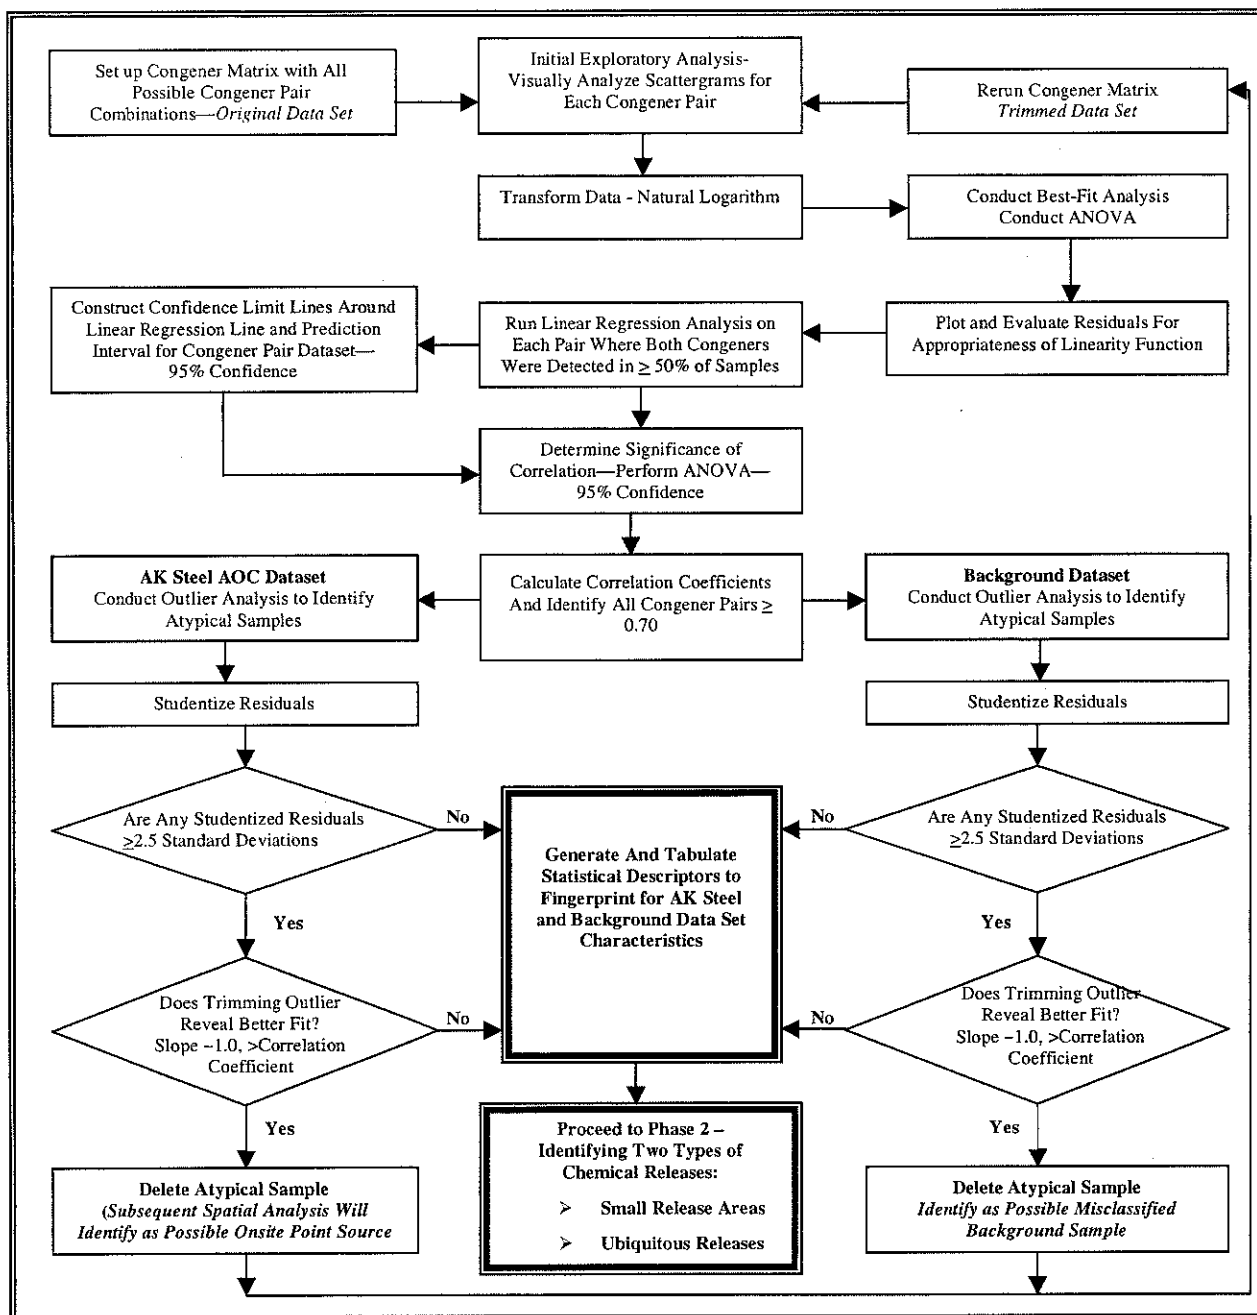 Set up Congener Matrix with All
Possible Congener Pair
Combinations—Original Data Set
Initial Exploratory Analysis-
Visually Analyze Scattergrams for
Each Congener Pair
Rerun Congener Matrix
Trimmed Data Set
Transform Data - Natural Logarithm
Conduct Best-Fit Analysis
Conduct ANOVA
Construct Confidence Limit Lines Around
Linear Regression Line and Prediction
Interval for Congener Pair Dataset—
95% Confidence
Run Linear Regression Analysis on
Each Pair Where Both Congeners
Were Detected in ≥ 50% of Samples
Plot and Evaluate Residuals For
Appropriateness of Linearity Function
Determine Significance of
Correlation—Perform ANOVA—
95% Confidence
AK Steel AOC Dataset
Conduct Outlier Analysis to Identify
Atypical Samples
Calculate Correlation Coefficients
And Identify All Congener Pairs ≥
0.70
Background Dataset
Conduct Outlier Analysis to Identify
Atypical Samples
Studentize Residuals
Studentize Residuals
Are Any Studentized Residuals
≥2.5 Standard Deviations
No
No
Are Any Studentized Residuals
≥2.5 Standard Deviations
Generate And Tabulate
Statistical Descriptors to
Fingerprint for AK Steel
and Background Data Set
Characteristics
Yes
Yes
Does Trimming Outlier
Reveal Better Fit?
Slope ~1.0, >Correlation
Coefficient
No
No
Does Trimming Outlier
Reveal Better Fit?
Slope ~1.0, >Correlation
Coefficient
Yes
Yes
Proceed to Phase 2 –
Identifying Two Types of
Chemical Releases:
➢ Small Release Areas
➢ Ubiquitous Releases
Delete Atypical Sample
(Subsequent Spatial Analysis Will
Identify as Possible Onsite Point Source
Delete Atypical Sample
Identify as Possible Misclassified
Background Sample